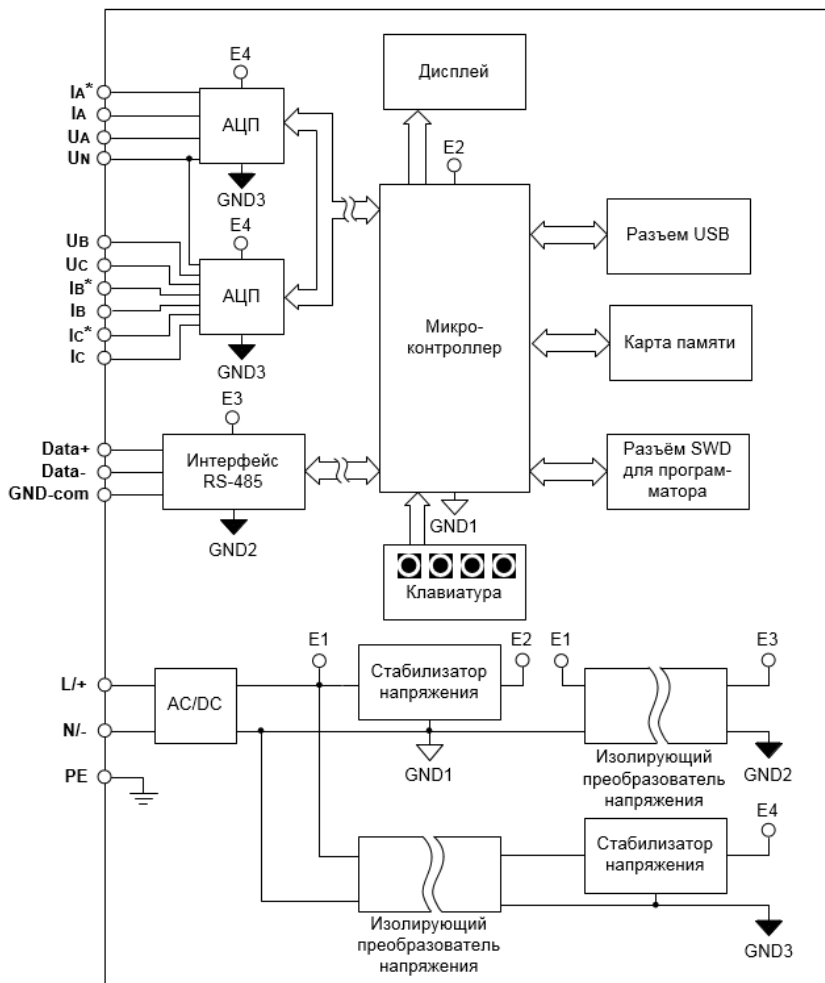 E4
Дисплей
IA*
IA
АЦП
UA
UN
E2
GND3
E4
Разъем USB
UB
UC
IB*
АЦП
IB
IC*
IC
Микро-
контроллер
Карта памяти
GND3
E3
Data+
Data-
GND-com
Интерфейс
RS-485
Разъём SWD
для програм-
матора
GND1
GND2
Клавиатура
E1
E2
E1
E3
L/+
AC/DC
Стабилизатор
напряжения
N/-
GND1
GND2
PE
Изолирующий
преобразователь
напряжения
E4
Стабилизатор
напряжения
Изолирующий
преобразователь
напряжения
GND3